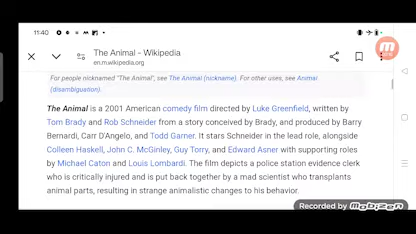 11:40
The Animal - Wikipedia
en.m.wikipedia.org
For people nicknamed "The Animal", see The Animal (nickname). For other uses, see Animal
(disambiguation).
The Animal is a 2001 American comedy film directed by Luke Greenfield, written by
Tom Brady and Rob Schneider from a story conceived by Brady, and produced by Barry
Bernardi, Carr D'Angelo, and Todd Garner. It stars Schneider in the lead role, alongside
Colleen Haskell, John C. McGinley, Guy Torry, and Edward Asner with supporting roles
by Michael Caton and Louis Lombardi. The film depicts a police station evidence clerk
who is critically injured and is put back together by a mad scientist who transplants
animal parts, resulting in strange animalistic changes to his behavior.
Recorded by mobizen